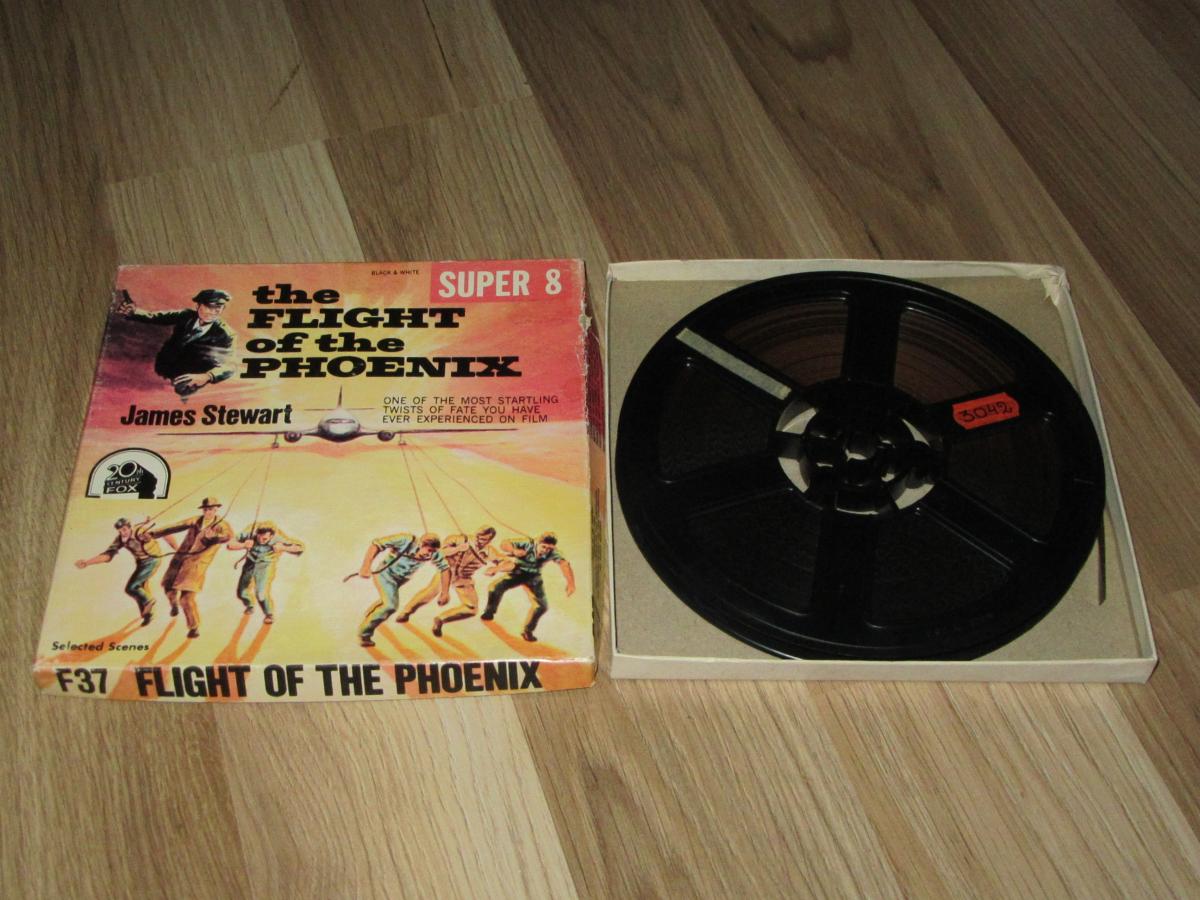 BLACK & WHITE
SUPER 8
the
FLIGHT
of the
PHOENIX
James Stewart
ONE OF THE MOST STARTLING
TWISTS OF FATE YOU HAVE
EVER EXPERIENCED ON FILM
20th
CENTURY
FOX
Selected Scenes
F37 FLIGHT OF THE PHOENIX
3042